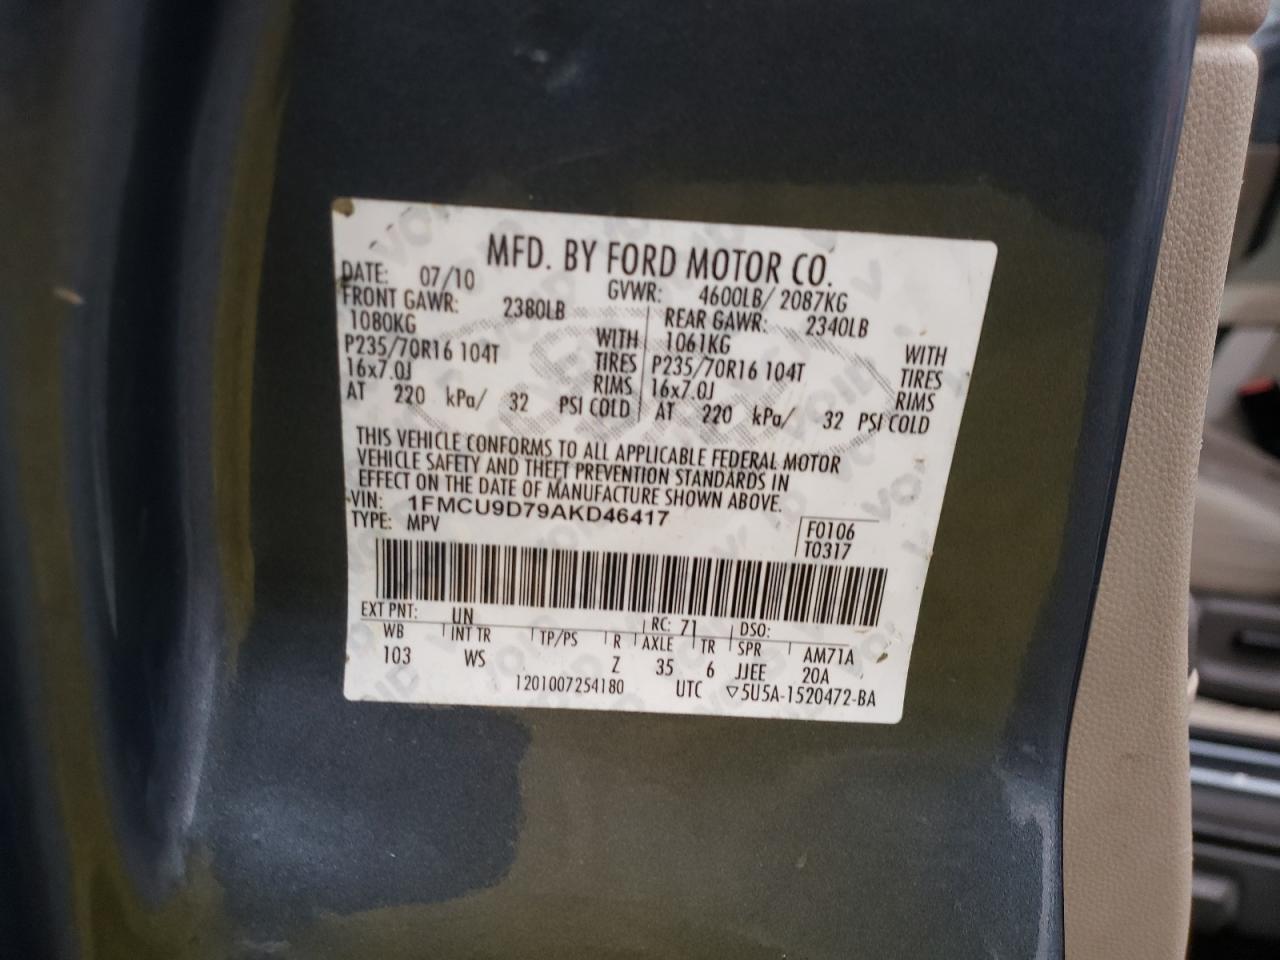 MFD. BY FORD MOTOR CO.
DATE: 07/10 GVWR: 4600LB/ 2087KG
FRONT GAWR: 2380LB REAR GAWR: 2340LB
1080KG WITH 1061KG WITH
P235/70R16 104T TIRES P235/70R16 104T TIRES
16x7.0J RIMS 16x7.0J RIMS
AT 220 kPa/ 32 PSI COLD AT 220 kPa/ 32 PSI COLD
THIS VEHICLE CONFORMS TO ALL APPLICABLE FEDERAL MOTOR
VEHICLE SAFETY AND THEFT PREVENTION STANDARDS IN
EFFECT ON THE DATE OF MANUFACTURE SHOWN ABOVE.
VIN: 1FMCU9D79AKD46417
TYPE: MPV
F0106
T0317
EXT PNT: UN RC: 71 DSO:
WB INT TR TP/PS R AXLE TR SPR AM71A
103 WS Z 35 6 JJEE 20A
1201007254180 UTC ▽5U5A-1520472-BA